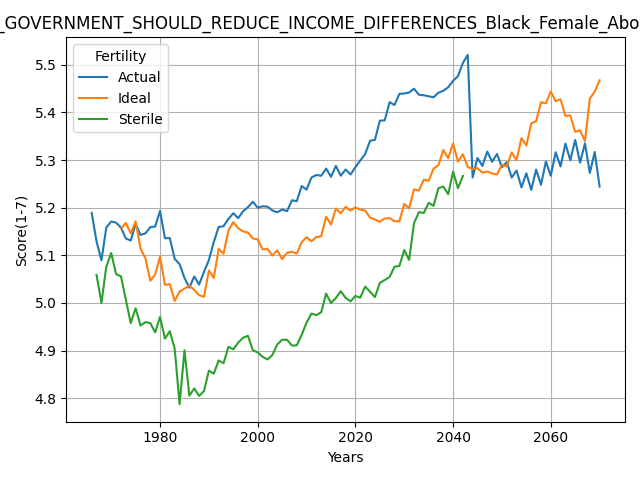 _GOVERNMENT_SHOULD_REDUCE_INCOME_DIFFERENCES_Black_Female_Abo
Fertility
Actual
Ideal
Sterile
5.5
5.4
5.3
5.2
5.1
5.0
4.9
4.8
Score(1-7)
1980
2000
2020
2040
2060
Years